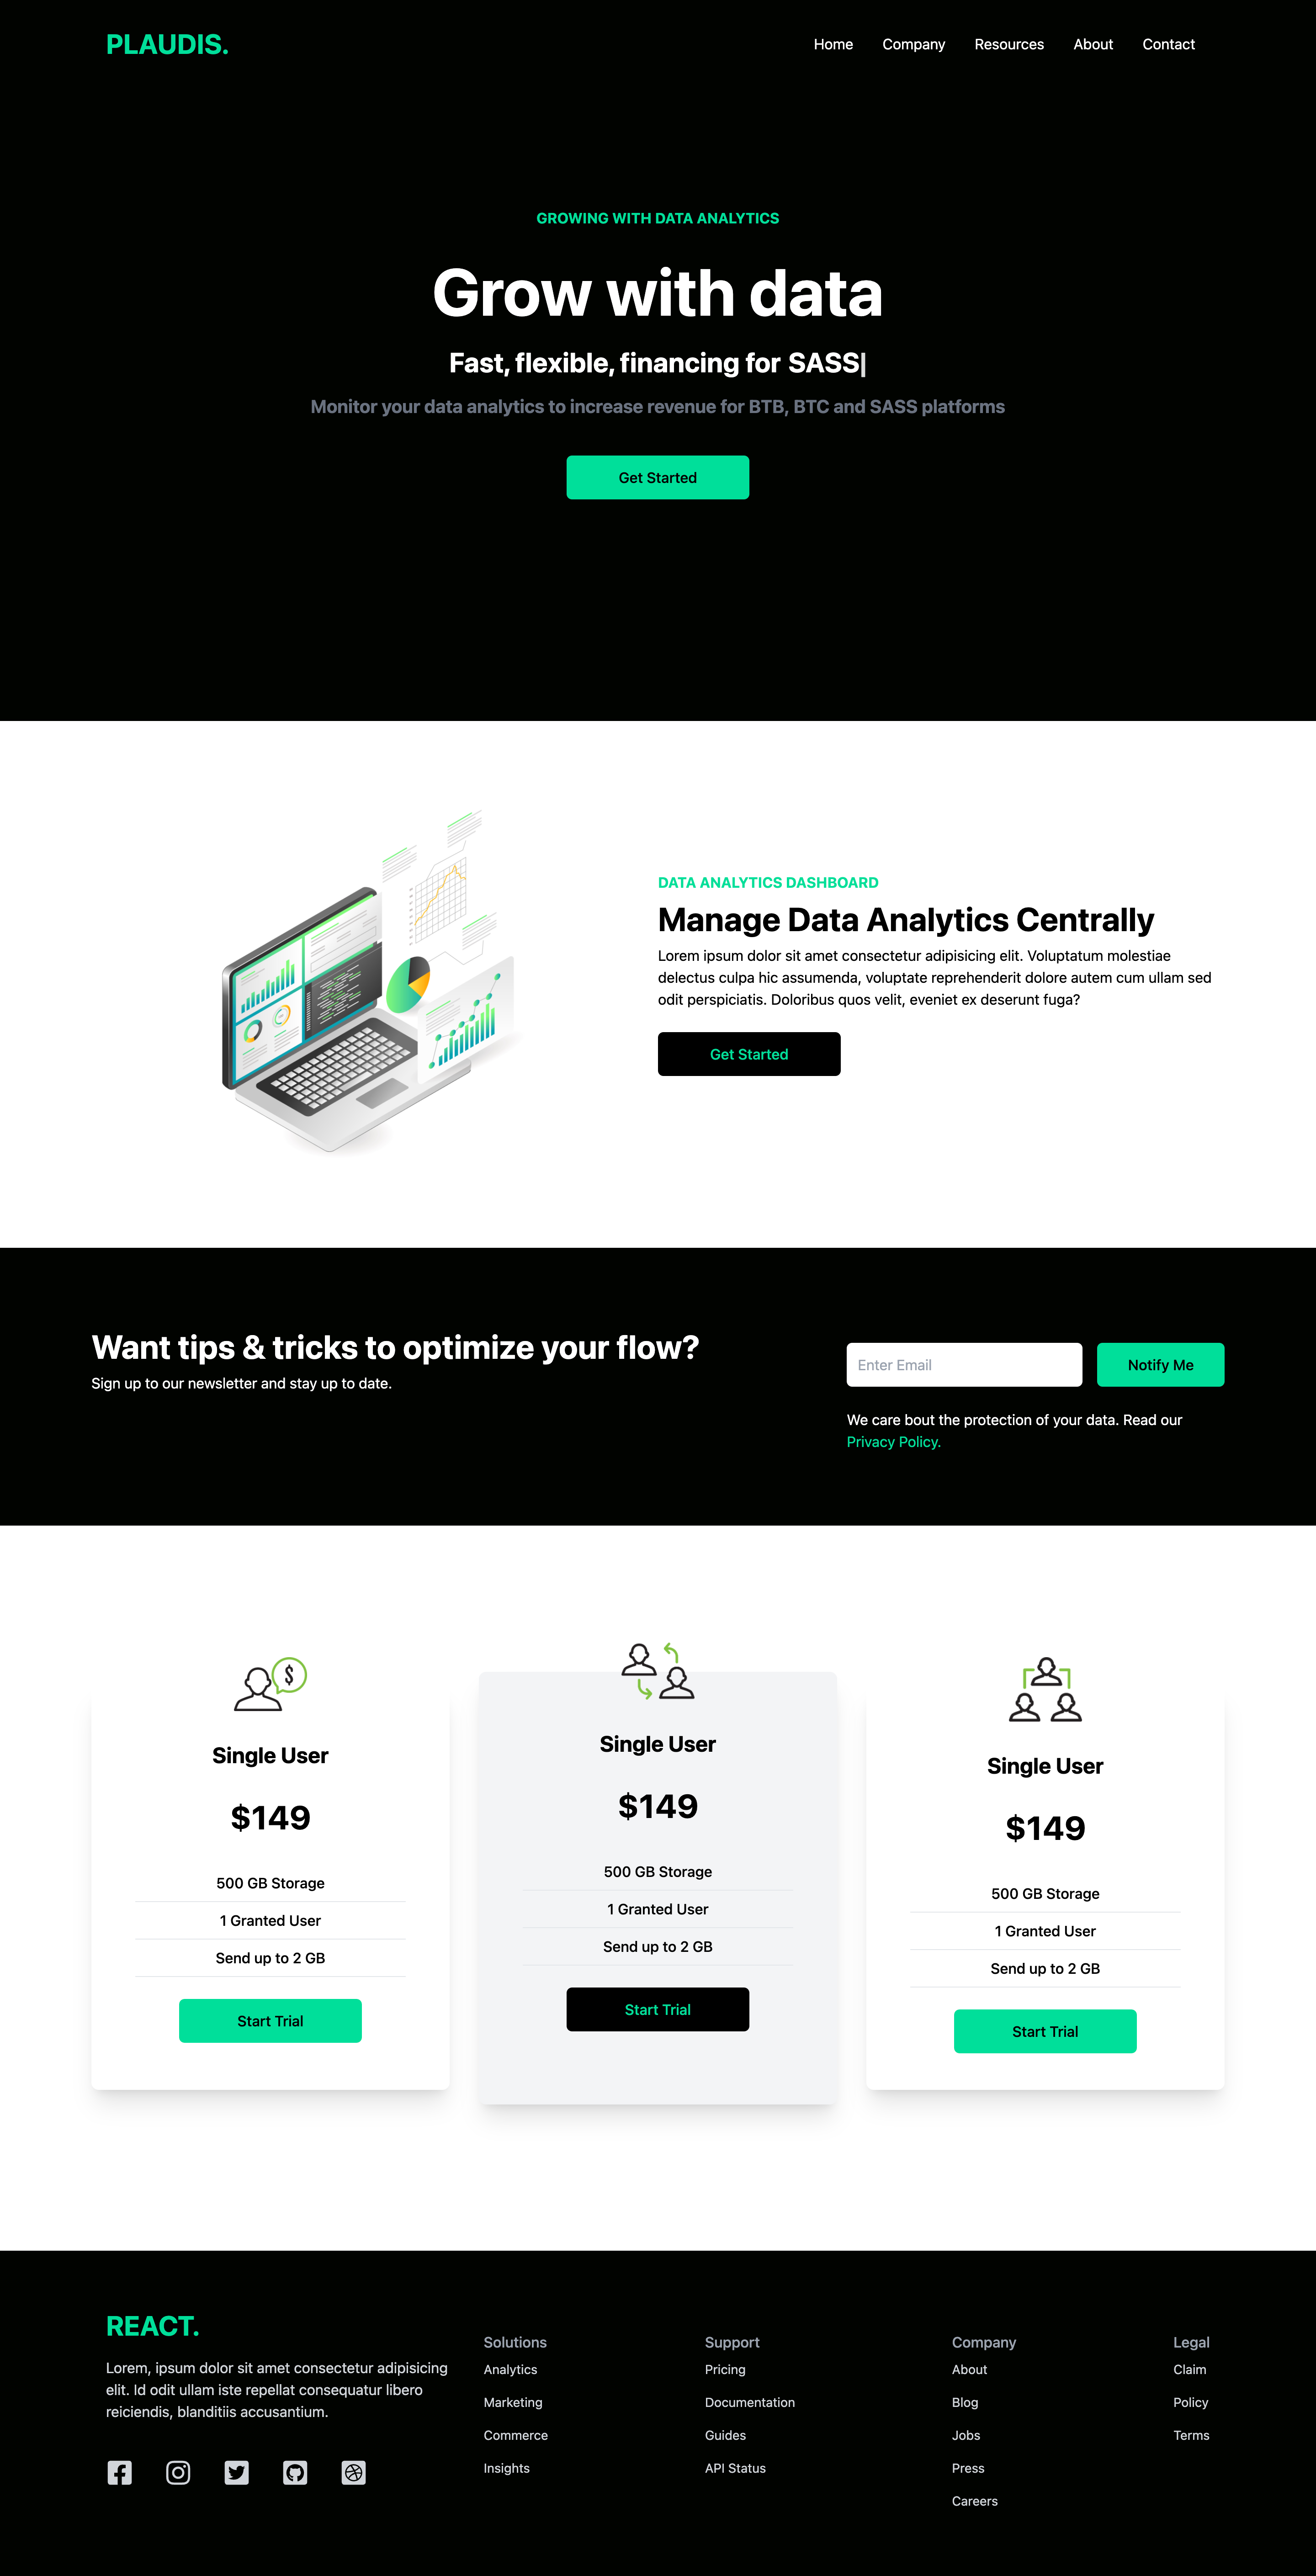 PLAUDIS.
Home Company Resources About Contact
GROWING WITH DATA ANALYTICS
Grow with data
Fast, flexible, financing for SASS|
Monitor your data analytics to increase revenue for BTB, BTC and SASS platforms
Get Started
DATA ANALYTICS DASHBOARD
Manage Data Analytics Centrally
Lorem ipsum dolor sit amet consectetur adipisicing elit. Voluptatum molestiae
delectus culpa hic assumenda, voluptate reprehenderit dolore autem cum ullam sed
odit perspiciatis. Doloribus quos velit, eveniet ex deserunt fuga?
Get Started
Want tips & tricks to optimize your flow?
Sign up to our newsletter and stay up to date.
Enter Email
Notify Me
We care bout the protection of your data. Read our
Privacy Policy.
$
Single User
$149
500 GB Storage
1 Granted User
Send up to 2 GB
Start Trial
Single User
$149
500 GB Storage
1 Granted User
Send up to 2 GB
Start Trial
Single User
$149
500 GB Storage
1 Granted User
Send up to 2 GB
Start Trial
REACT.
Lorem, ipsum dolor sit amet consectetur adipisicing
elit. Id odit ullam iste repellat consequatur libero
reiciendis, blanditiis accusantium.
Solutions
Analytics
Marketing
Commerce
Insights
Support
Pricing
Documentation
Guides
API Status
Company
About
Blog
Jobs
Press
Careers
Legal
Claim
Policy
Terms